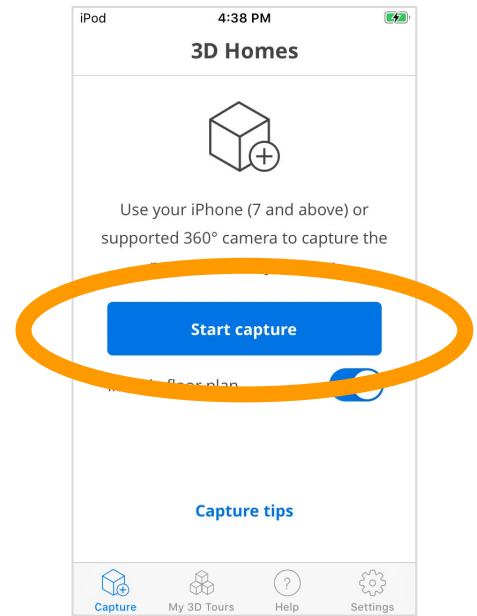 iPod 4:38 PM
3D Homes
Use your iPhone (7 and above) or
supported 360° camera to capture the
Start capture
floor plan
Capture tips
Capture My 3D Tours Help Settings